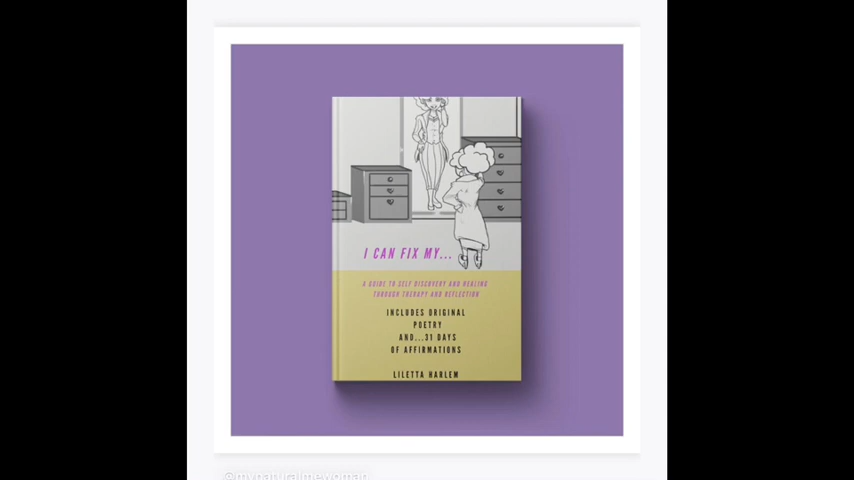 I CAN FIX MY...
A GUIDE TO SELF DISCOVERY AND HEALING
THROUGH THERAPY AND REFLECTION
INCLUDES ORIGINAL
POETRY
AND...31 DAYS
OF AFFIRMATIONS
LILETTA HARLEM
@mynaturalmewoman